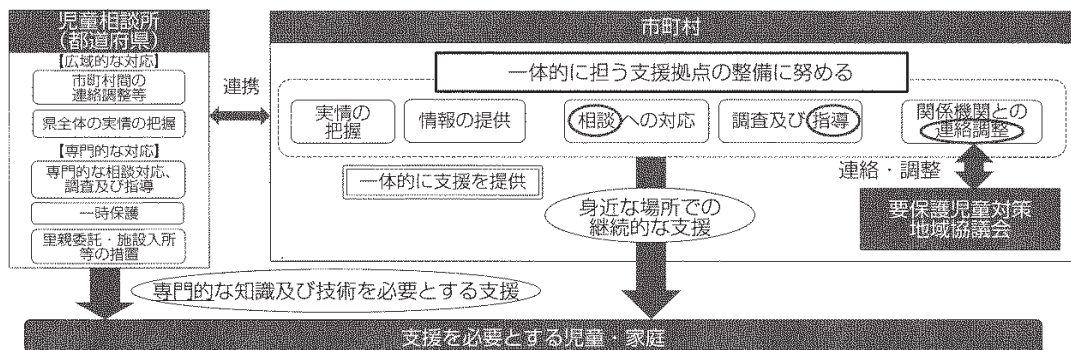 児童相談所
(都道府県)
【広域的な対応】
市町村間の
連絡調整等
県全体の実情の把握
【専門的な対応】
専門的な相談対応、
調査及び指導
一時保護
里親委託・施設入所
等の措置
連携
市町村
一体的に担う支援拠点の整備に努める
実情の
把握
情報の提供
相談への対応
調査及び指導
関係機関との
連絡調整
一体的に支援を提供
身近な場所での
継続的な支援
連絡・調整
要保護児童対策
地域協議会
専門的な知識及び技術を必要とする支援
支援を必要とする児童・家庭